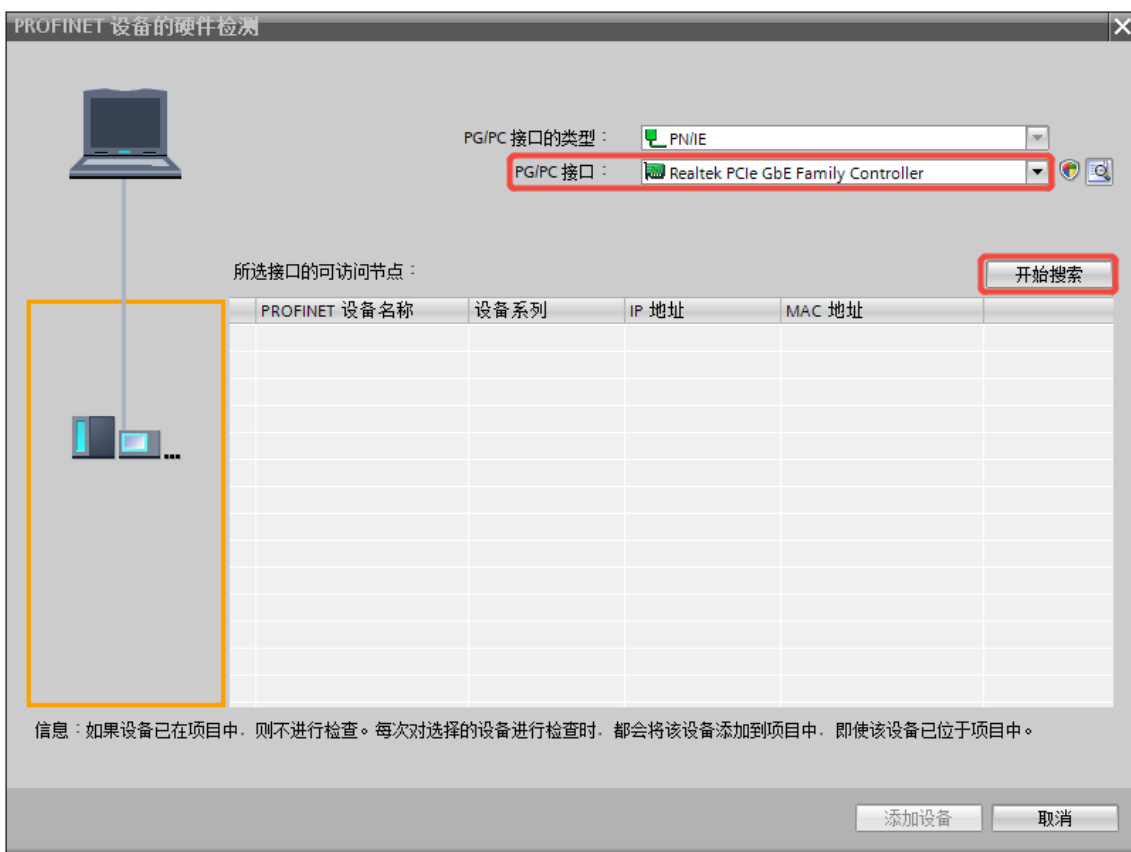 PROFINET 设备的硬件检测
PG/PC 接口的类型：
PN/IE
PG/PC 接口：
Realtek PCIe GbE Family Controller
所选接口的可访问节点：
开始搜索
PROFINET 设备名称 设备系列 IP 地址 MAC 地址
...
信息：如果设备已在项目中，则不进行检查。每次对选择的设备进行检查时，都会将该设备添加到项目中，即使该设备已位于项目中。
添加设备 取消